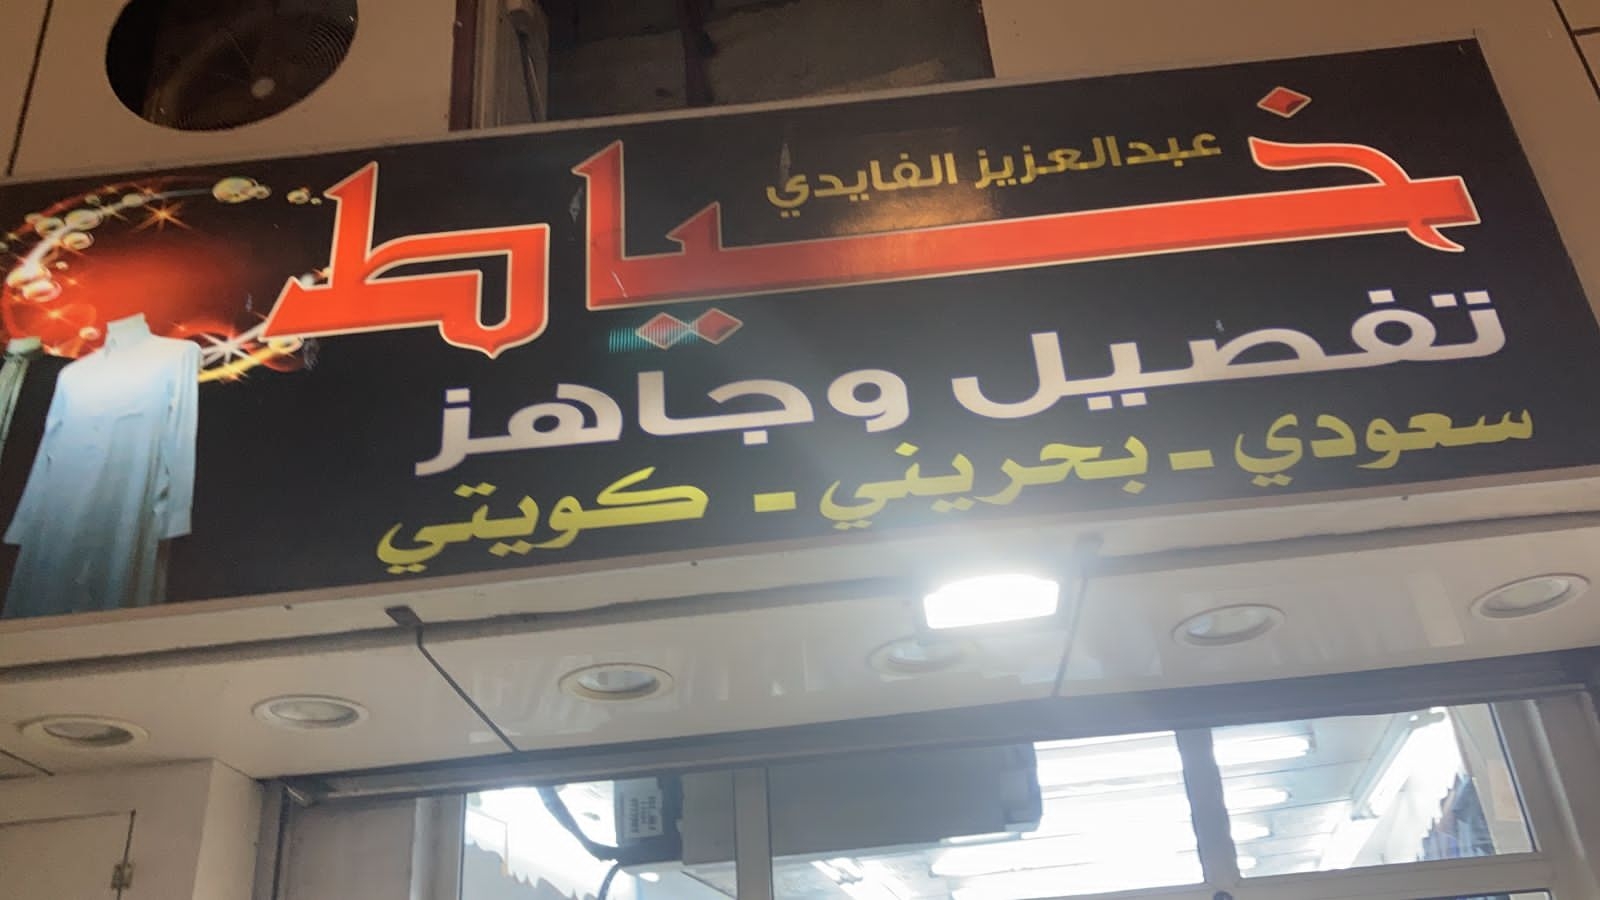 عبدالعزيز الفايدي
خياط
تفصيل وجاهز
سعودي - بحريني - كويتي